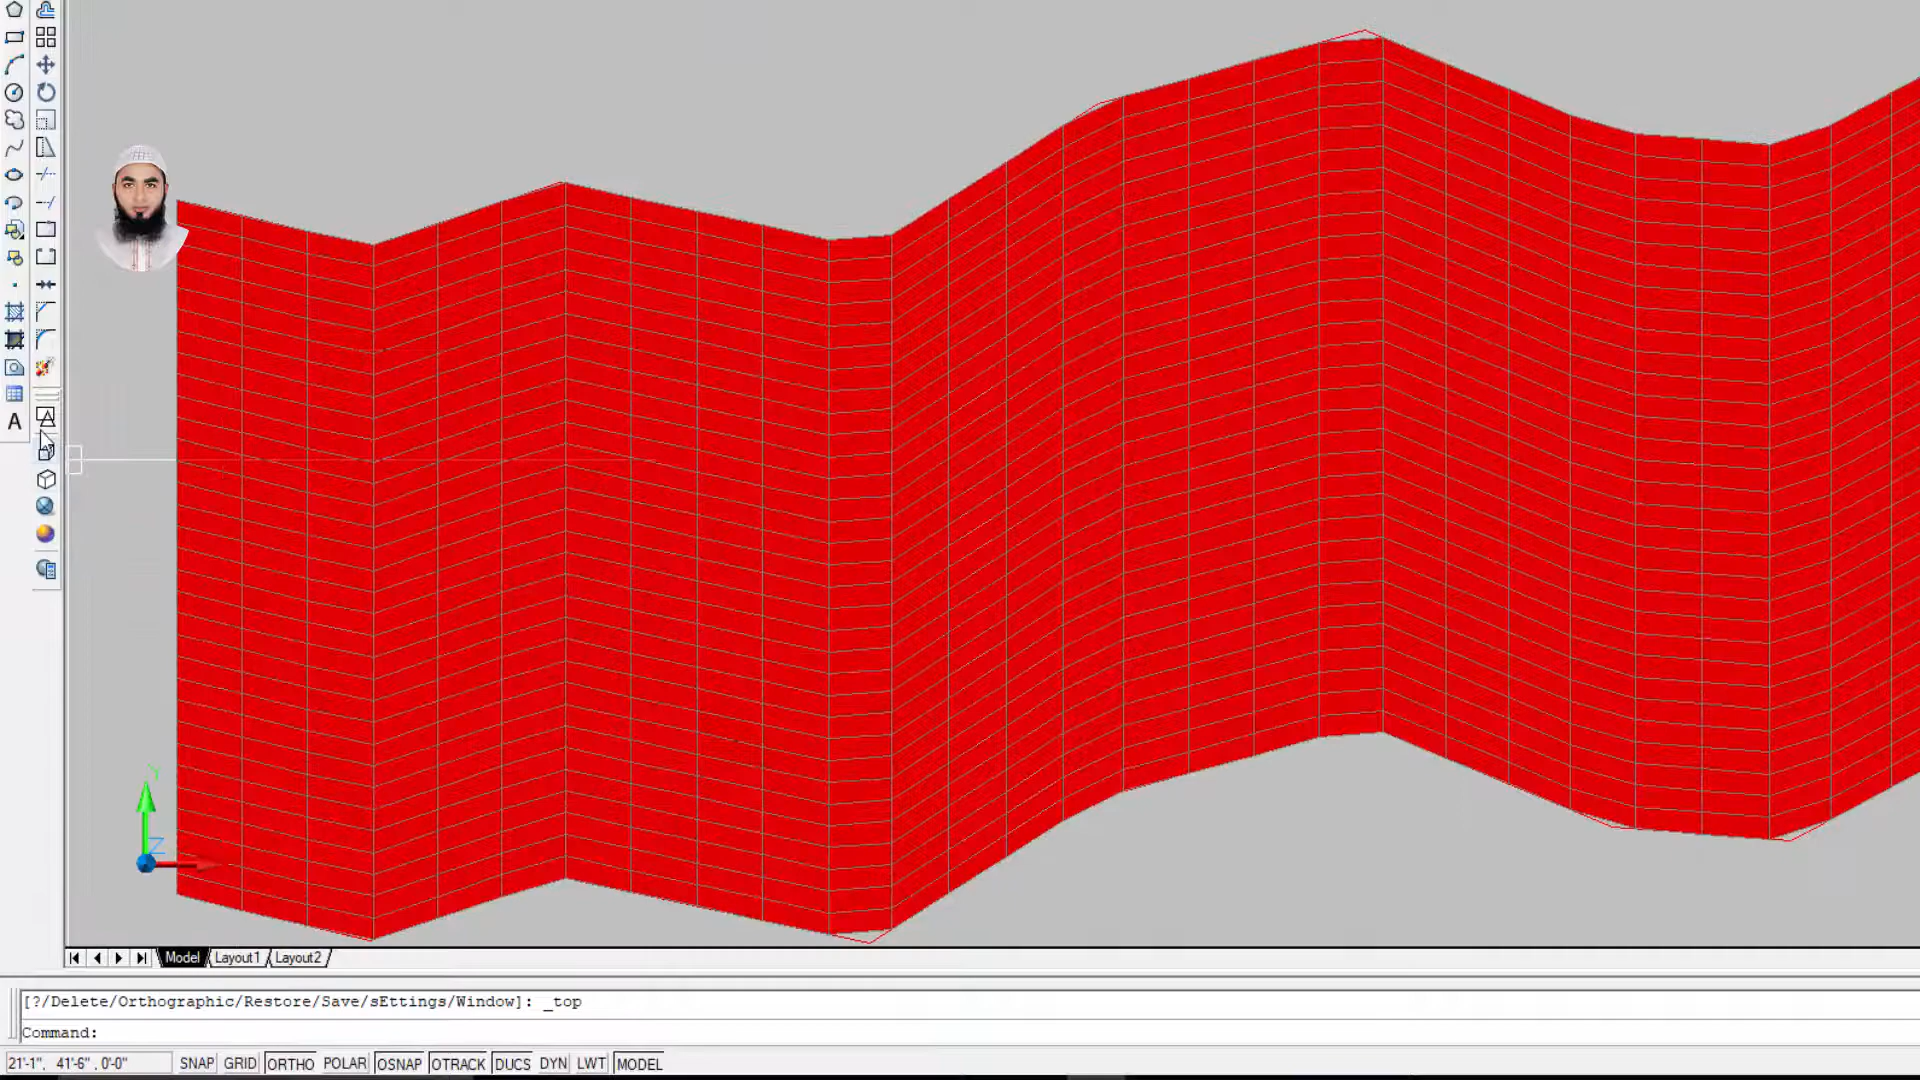 A
Z
Model Layout1 Layout2
[?/Delete/Orthographic/Restore/Save/sEttings/Window]: _top
Command:
21'-1", 41'-6" ,0'-0" SNAP GRID ORTHO POLAR OSNAP OTRACK DUCS DYN LWT MODEL